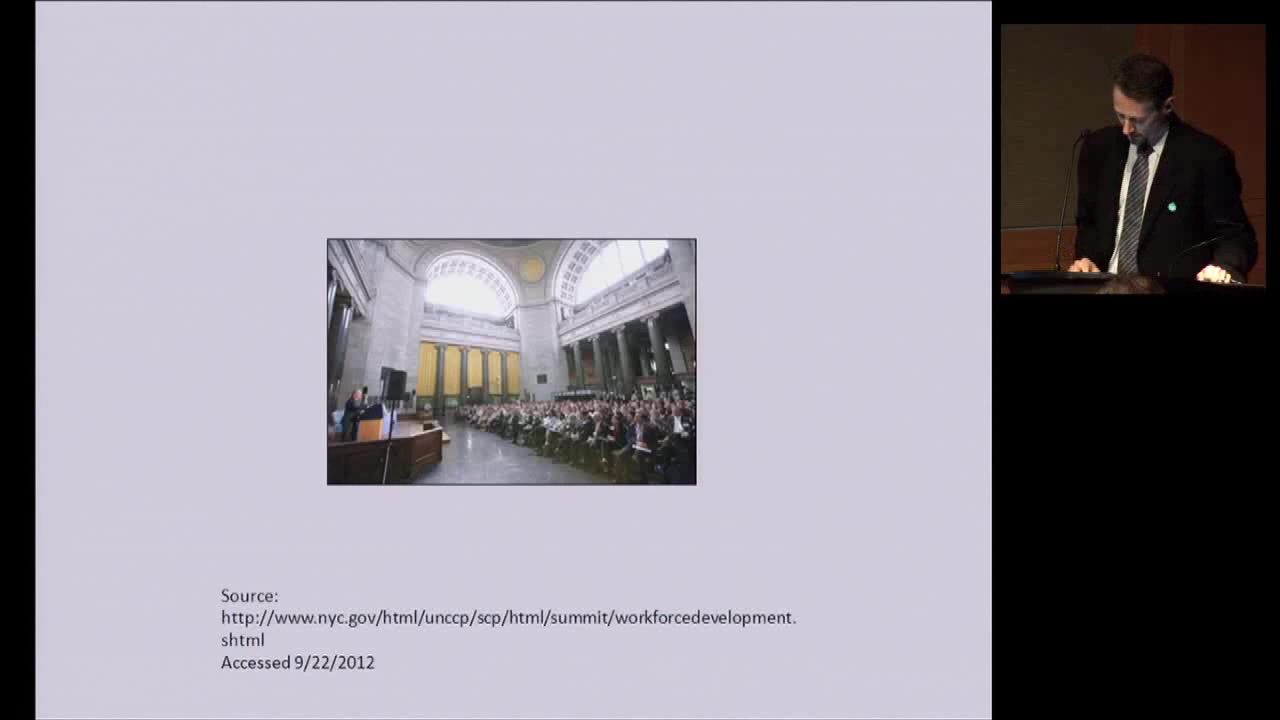 Source:
http://www.nyc.gov/html/unccp/scp/html/summit/workforcedevelopment.
shtml
Accessed 9/22/2012